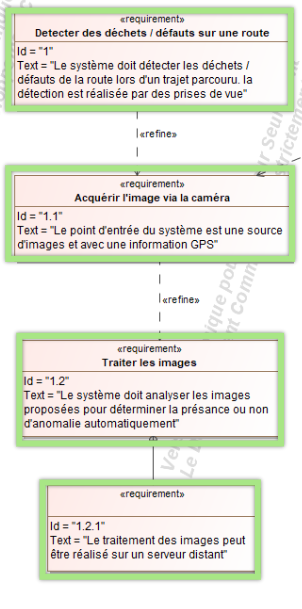 «requirement»
Detecter des déchets / défauts sur une route
Id = "1"
Text = "Le système doit détecter les déchets /
défauts de la route lors d'un trajet parcouru. la
détection est réalisée par des prises de vue"
«refine»
«requirement»
Acquérir l'image via la caméra
Id = "1.1"
Text = "Le point d'entrée du système est une source
d'images et avec une information GPS"
«refine»
«requirement»
Traiter les images
Id = "1.2"
Text = "Le système doit analyser les images
proposées pour déterminer la présance ou non
d'anomalie automatiquement"
«requirement»
Id = "1.2.1"
Text = "Le traitement des images peut
être réalisé sur un serveur distant"